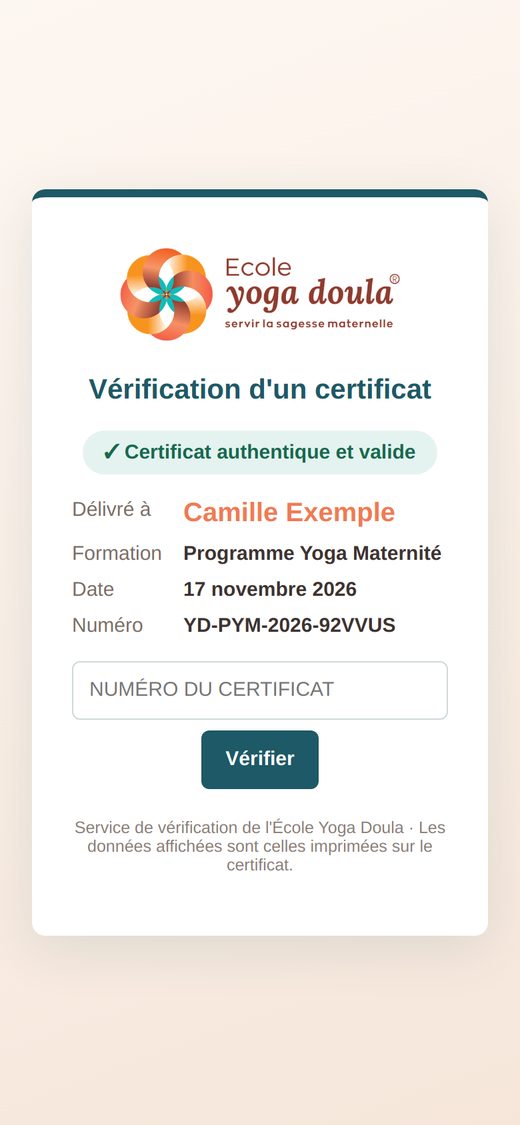 Ecole
yoga doula®
servir la sagesse maternelle
Vérification d'un certificat
✓ Certificat authentique et valide
Délivré à Camille Exemple
Formation Programme Yoga Maternité
Date 17 novembre 2026
Numéro YD-PYM-2026-92VVUS
NUMÉRO DU CERTIFICAT
Vérifier
Service de vérification de l'École Yoga Doula · Les
données affichées sont celles imprimées sur le
certificat.